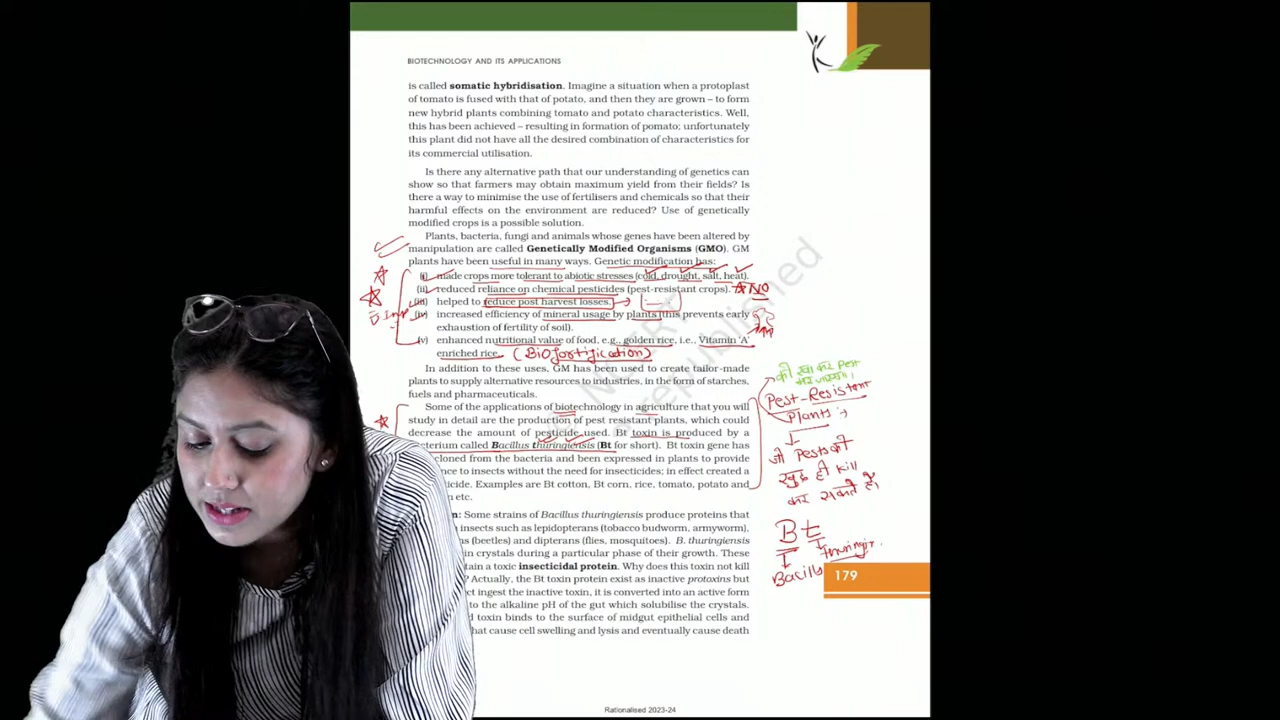 BIOTECHNOLOGY AND ITS APPLICATIONS
is called somatic hybridisation. Imagine a situation when a protoplast
of tomato is fused with that of potato, and then they are grown – to form
new hybrid plants combining tomato and potato characteristics. Well,
this has been achieved – resulting in formation of pomato; unfortunately
this plant did not have all the desired combination of characteristics for
its commercial utilisation.
Is there any alternative path that our understanding of genetics can
show so that farmers may obtain maximum yield from their fields? Is
there a way to minimise the use of fertilisers and chemicals so that their
harmful effects on the environment are reduced? Use of genetically
modified crops is a possible solution.
Plants, bacteria, fungi and animals whose genes have been altered by
manipulation are called Genetically Modified Organisms (GMO). GM
plants have been useful in many ways. Genetic modification has:
(i) made crops more tolerant to abiotic stresses (cold, drought, salt, heat).
(ii) reduced reliance on chemical pesticides (pest-resistant crops). NO
(iii) helped to reduce post harvest losses.
(iv) increased efficiency of mineral usage by plants (this prevents early
exhaustion of fertility of soil).
(v) enhanced nutritional value of food, e.g., golden rice, i.e., Vitamin 'A'
enriched rice. (Biofortification)
In addition to these uses, GM has been used to create tailor-made
plants to supply alternative resources to industries, in the form of starches,
fuels and pharmaceuticals.
Some of the applications of biotechnology in agriculture that you will
study in detail are the production of pest resistant plants, which could
decrease the amount of pesticide used. Bt toxin is produced by a
bacterium called Bacillus thuringiensis (Bt for short). Bt toxin gene has
cloned from the bacteria and been expressed in plants to provide
to insects without the need for insecticides; in effect created a
Examples are Bt cotton, Bt corn, rice, tomato, potato and
etc.
Some strains of Bacillus thuringiensis produce proteins that
insects such as lepidopterans (tobacco budworm, armyworm),
(beetles) and dipterans (flies, mosquitoes). B. thuringiensis
crystals during a particular phase of their growth. These
a toxic insecticidal protein. Why does this toxin not kill
Actually, the Bt toxin protein exist as inactive protoxins but
ingest the inactive toxin, it is converted into an active form
to the alkaline pH of the gut which solubilise the crystals.
toxin binds to the surface of midgut epithelial cells and
that cause cell swelling and lysis and eventually cause death
Pest-Resistant
Plants :-
जो Pests को
खुद ही kill
कर सकते हैं।
Bt
179
Rationalised 2023-24